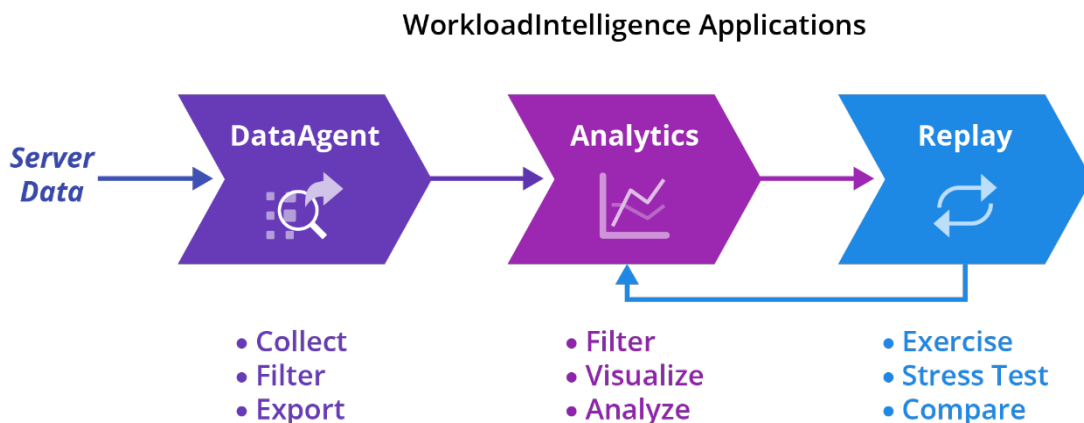 WorkloadIntelligence Applications
Server
Data
DataAgent
Analytics
Replay
• Collect
• Filter
• Export
• Filter
• Visualize
• Analyze
• Exercise
• Stress Test
• Compare